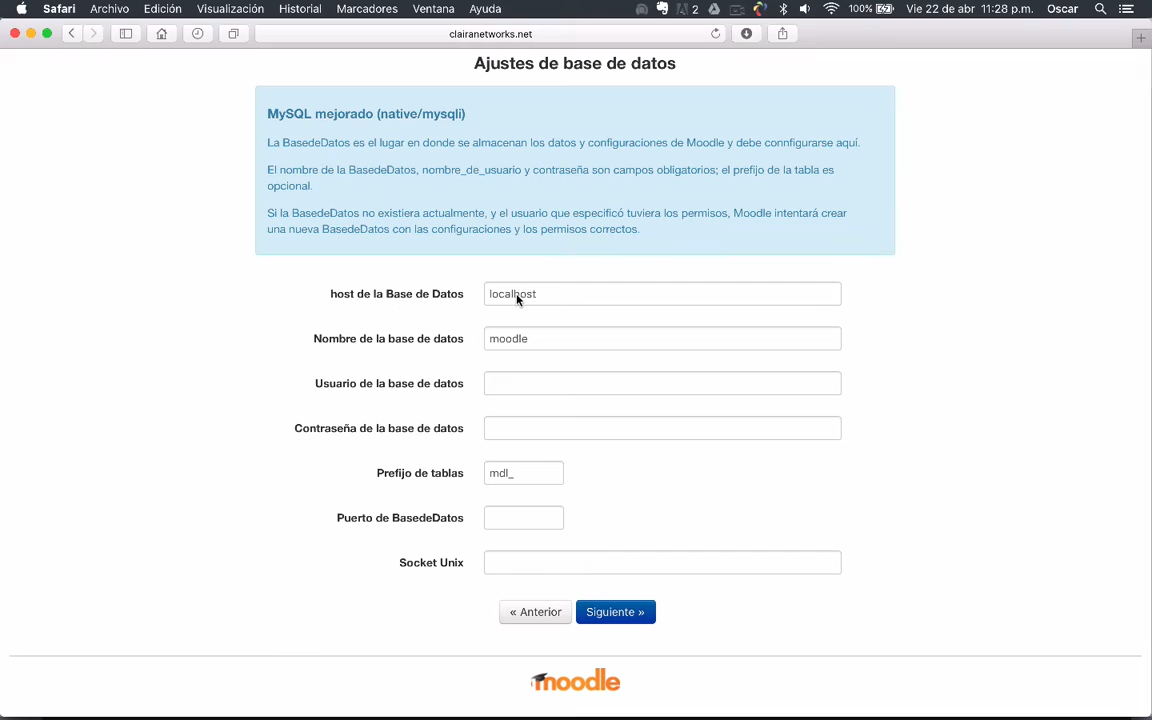 Safari Archivo Edición Visualización Historial Marcadores Ventana Ayuda 2 100% Vie 22 de abr 11:28 p.m. Oscar
clairanetworks.net
Ajustes de base de datos
MySQL mejorado (native/mysqli)
La BasedeDatos es el lugar en donde se almacenan los datos y configuraciones de Moodle y debe connfigurarse aquí.
El nombre de la BasedeDatos, nombre_de_usuario y contraseña son campos obligatorios; el prefijo de la tabla es
opcional.
Si la BasedeDatos no existiera actualmente, y el usuario que especificó tuviera los permisos, Moodle intentará crear
una nueva BasedeDatos con las configuraciones y los permisos correctos.
host de la Base de Datos localhost
Nombre de la base de datos moodle
Usuario de la base de datos
Contraseña de la base de datos
Prefijo de tablas mdl_
Puerto de BasedeDatos
Socket Unix
« Anterior Siguiente »
moodle